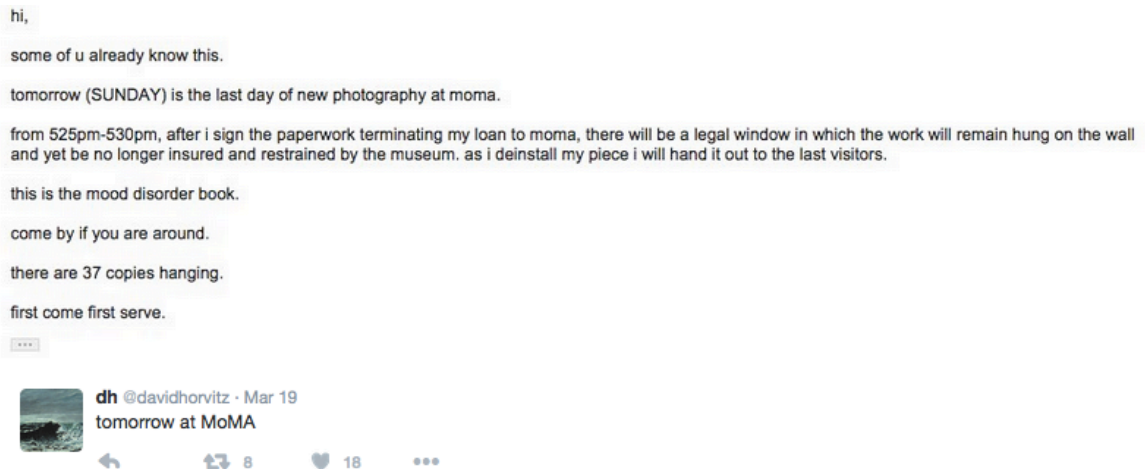 hi,
some of u already know this.
tomorrow (SUNDAY) is the last day of new photography at moma.
from 525pm-530pm, after i sign the paperwork terminating my loan to moma, there will be a legal window in which the work will remain hung on the wall
and yet be no longer insured and restrained by the museum. as i deinstall my piece i will hand it out to the last visitors.
this is the mood disorder book.
come by if you are around.
there are 37 copies hanging.
first come first serve.
dh @davidhorvitz · Mar 19
tomorrow at MoMA
8 18